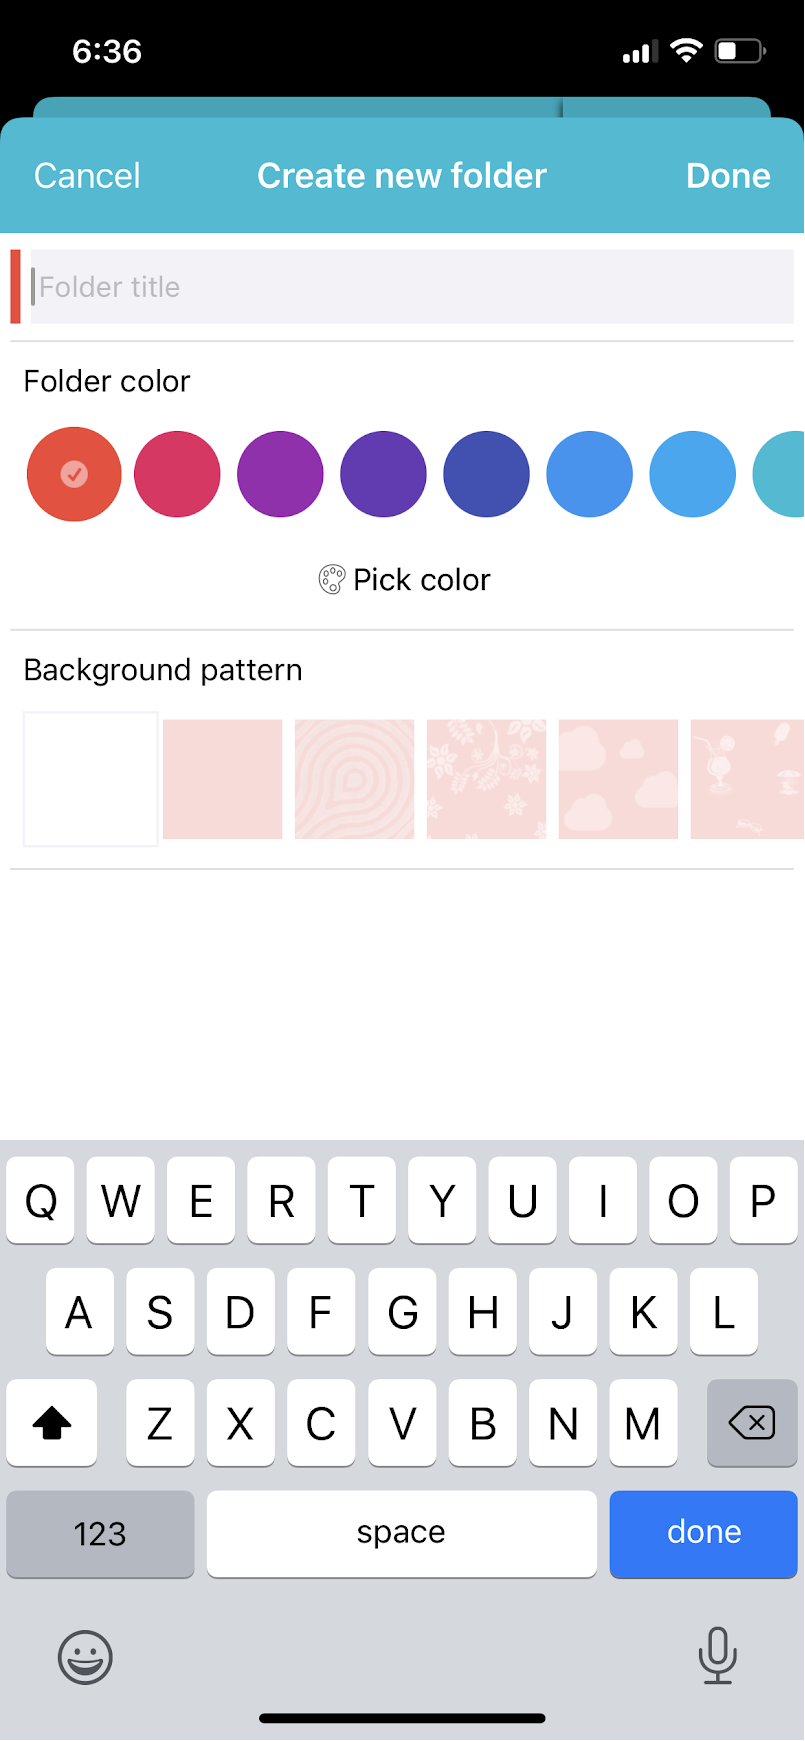 6:36
Cancel Create new folder Done
Folder title
Folder color
Pick color
Background pattern
Q W E R T Y U I O P
A S D F G H J K L
Z X C V B N M
123 space done